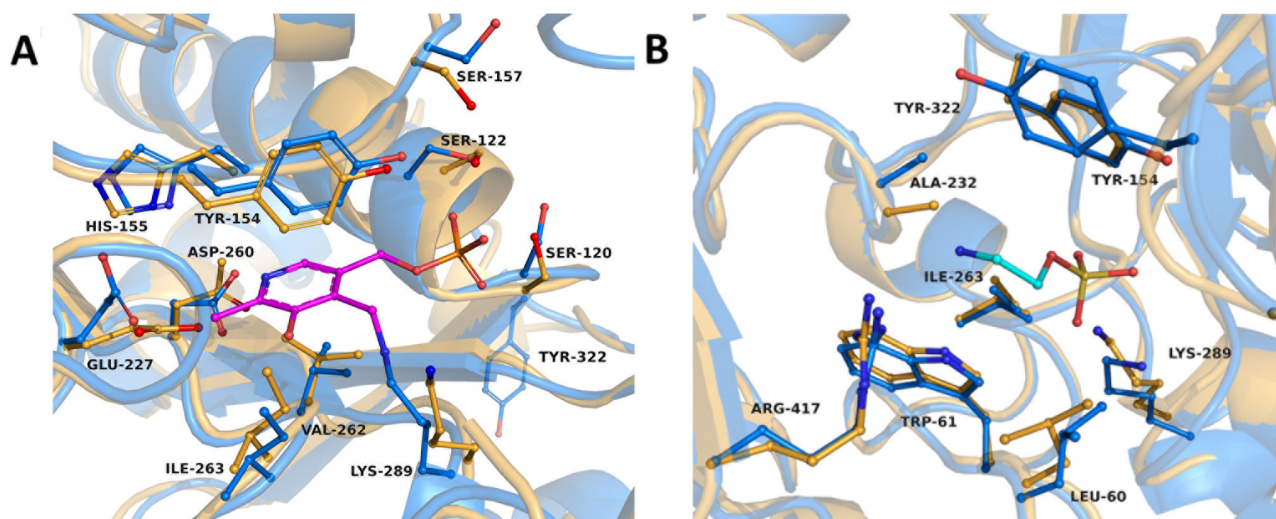 A
SER-157
SER-122
HIS-155
TYR-154
ASP-260
SER-120
GLU-227
TYR-322
VAL-262
ILE-263
LYS-289
B
TYR-322
TYR-154
ALA-232
ILE-263
LYS-289
ARG-417
TRP-61
LEU-60